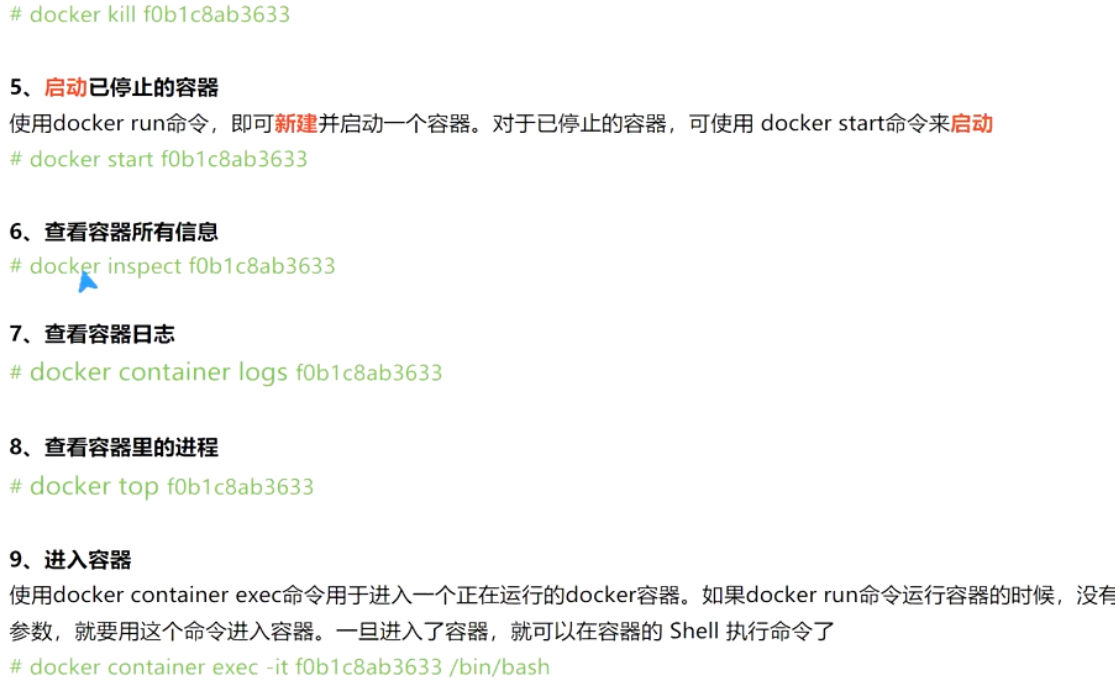 # docker kill f0b1c8ab3633
5、启动已停止的容器
使用docker run命令，即可新建并启动一个容器。对于已停止的容器，可使用 docker start命令来启动
# docker start f0b1c8ab3633
6、查看容器所有信息
# docker inspect f0b1c8ab3633
7、查看容器日志
# docker container logs f0b1c8ab3633
8、查看容器里的进程
# docker top f0b1c8ab3633
9、进入容器
使用docker container exec命令用于进入一个正在运行的docker容器。如果docker run命令运行容器的时候，没有
参数，就要用这个命令进入容器。一旦进入了容器，就可以在容器的 Shell 执行命令了
# docker container exec -it f0b1c8ab3633 /bin/bash